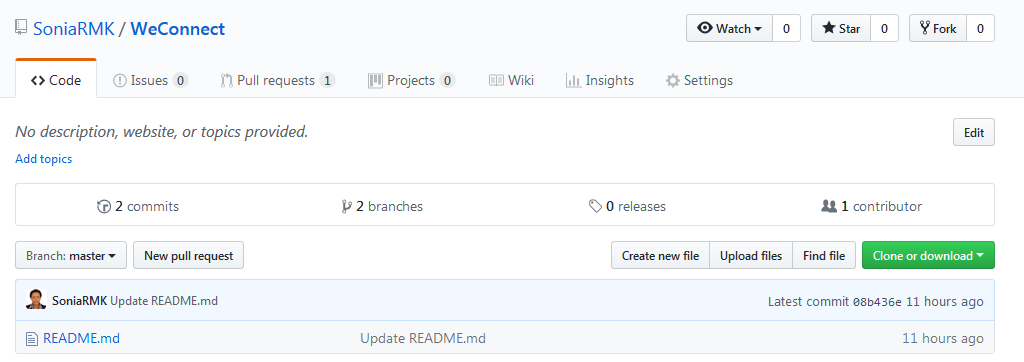 SoniaRMK / WeConnect Watch 0 Star 0 Fork 0
Code Issues 0 Pull requests 1 Projects 0 Wiki Insights Settings
No description, website, or topics provided. Edit
Add topics
2 commits 2 branches 0 releases 1 contributor
Branch: master New pull request Create new file Upload files Find file Clone or download
SoniaRMK Update README.md Latest commit 08b436e 11 hours ago
README.md Update README.md 11 hours ago